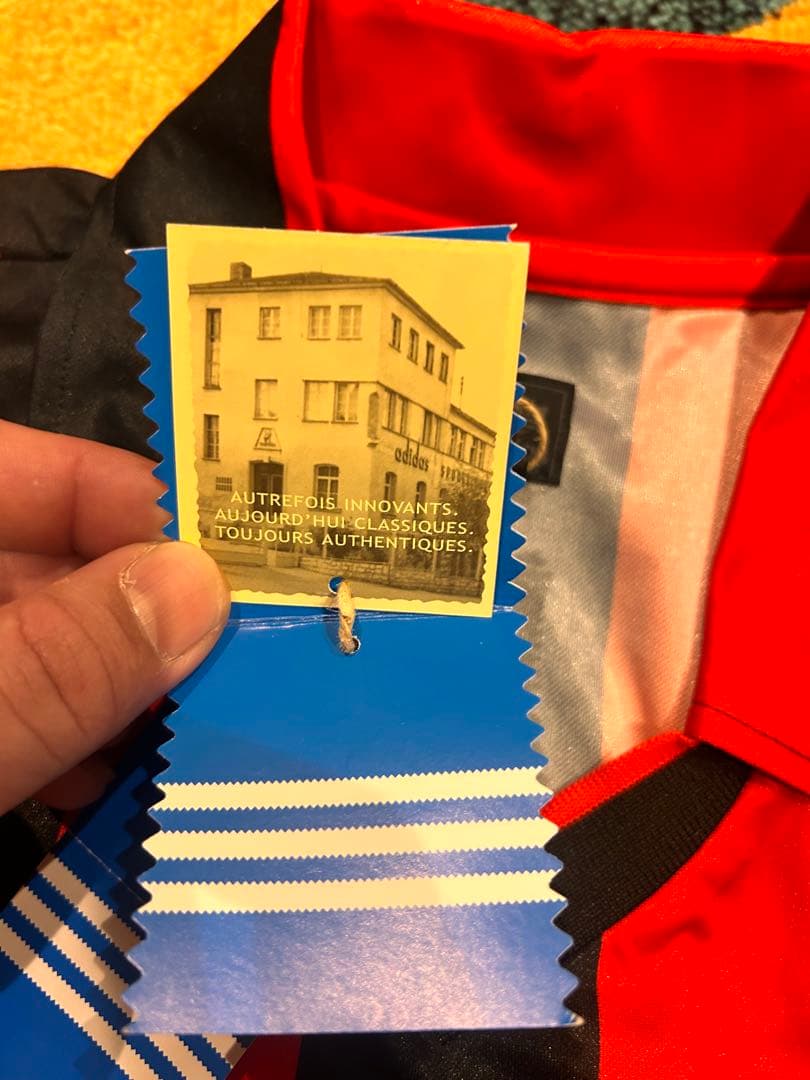 adidas
AUTREFOIS INNOVANTS.
AUJOURD'HUI CLASSIQUES.
TOUJOURS AUTHENTIQUES.